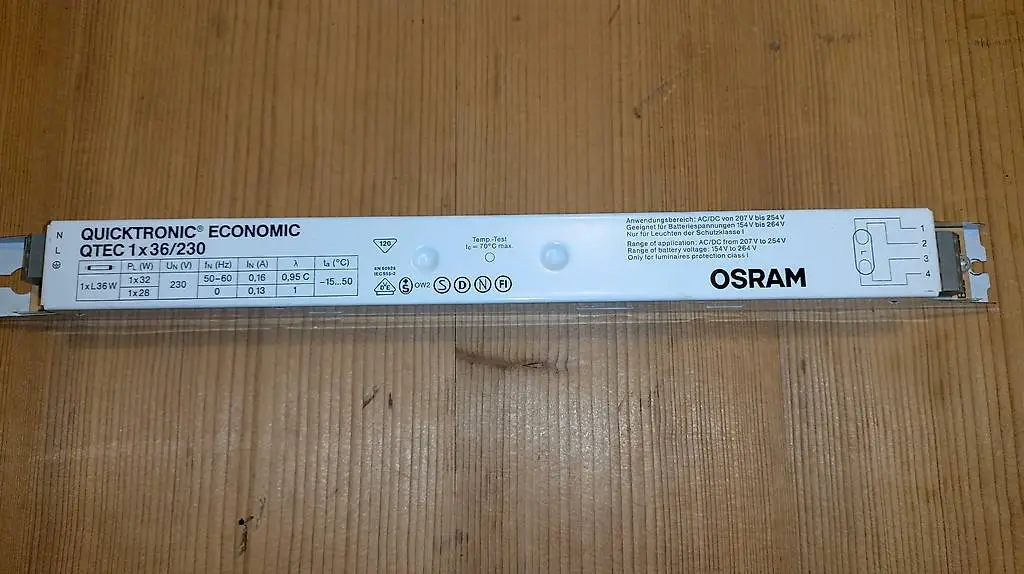 N
L
QUICKTRONIC® ECONOMIC
QTEC 1x36/230
PL (W) UN (V) fN (Hz) IN (A) λ ta (°C)
1xL36W 1x32 230 50–60 0,16 0,95 C –15...50
1x28 0 0,13 1
120
EN 60928
OW2 S D N FI
Temp.-Test
tc = 70°C max.
Anwendungsbereich: AC/DC von 207 V bis 254 V
Geeignet für Batteriespannungen 154 V bis 264 V
Nur für Leuchten der Schutzklasse I
Range of application: AC/DC from 207 V to 254 V
Range of battery voltage: 154 V to 264 V
Only for luminaires protection class I
OSRAM
1
2
3
4